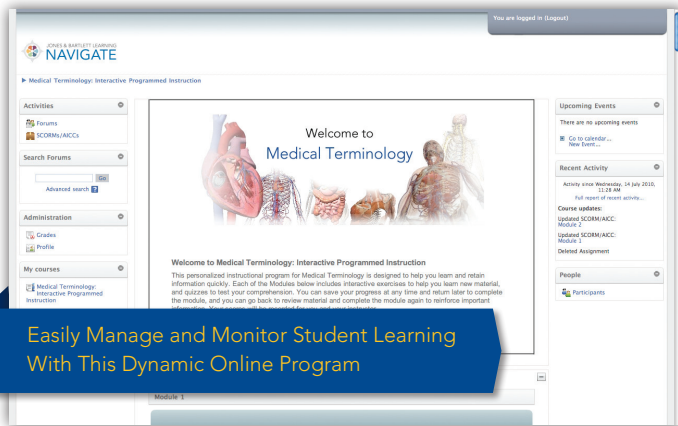 You are logged in (Logout)
JONES & BARTLETT LEARNING
NAVIGATE
Medical Terminology: Interactive Programmed Instruction
Activities
Forums
SCORMs/AICCs
Search Forums
Go
Advanced search ?
Administration
Grades
Profile
My courses
Medical Terminology:
Interactive Programmed
Instruction
Welcome to
Medical Terminology
Welcome to Medical Terminology: Interactive Programmed Instruction
This personalized instructional program for Medical Terminology is designed to help you learn and retain
information quickly. Each of the Modules below includes interactive exercises to help you learn new material,
and quizzes to test your comprehension. You can save your progress at any time and return later to complete
the module, and you can go back to review material and complete the module again to reinforce important
Upcoming Events
There are no upcoming events
Go to calendar...
New Event...
Recent Activity
Activity since Wednesday, 14 July 2010,
11:28 AM
Full report of recent activity...
Course updates:
Updated SCORM/AICC:
Module 2
Updated SCORM/AICC:
Module 1
Deleted Assignment
People
Participants
Easily Manage and Monitor Student Learning
With This Dynamic Online Program
Module 1